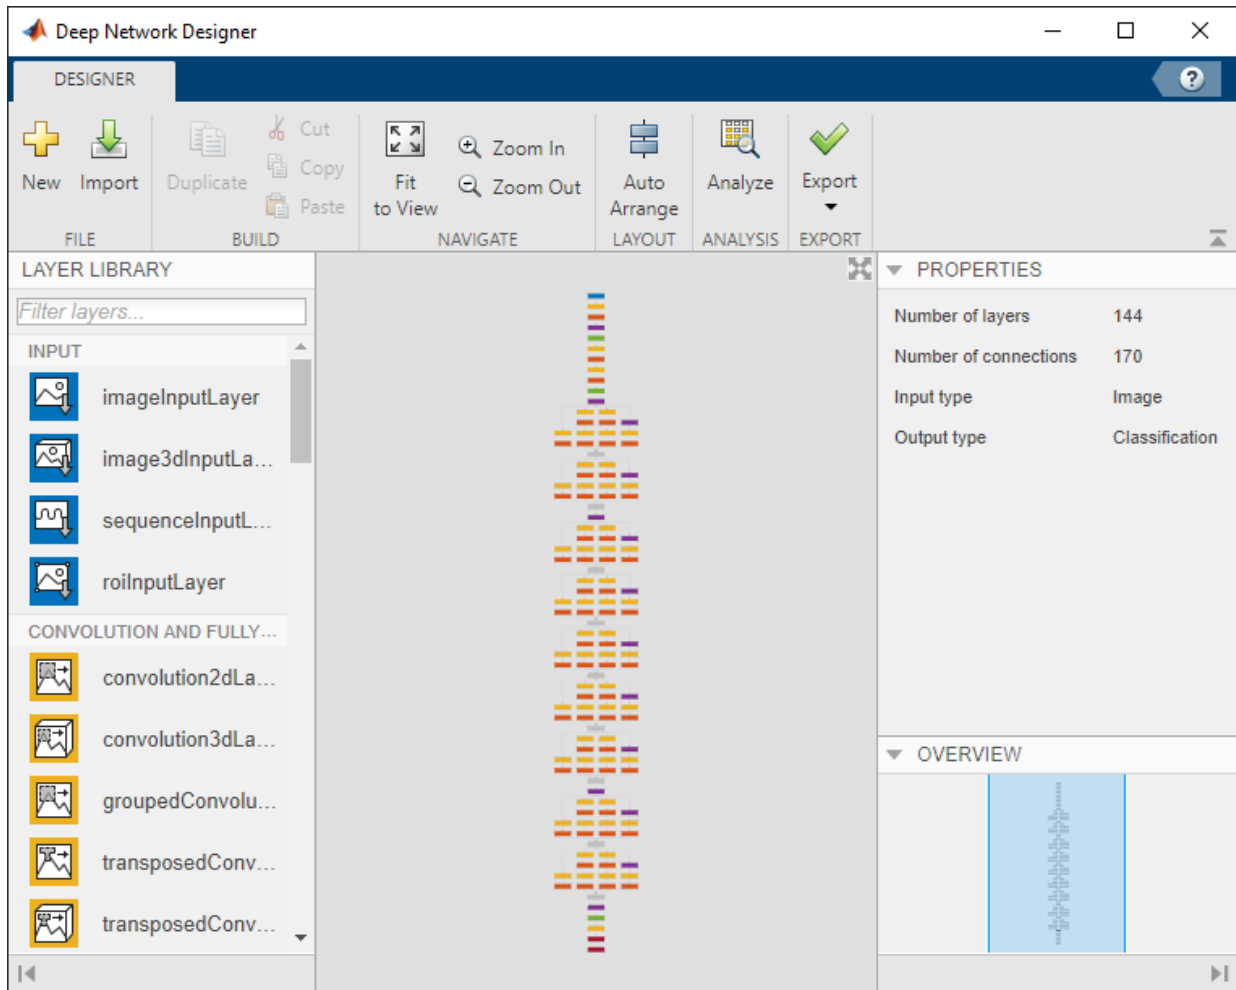 Deep Network Designer
DESIGNER
New
Import
Duplicate
Cut
Copy
Paste
Fit
to View
Zoom In
Zoom Out
Auto
Arrange
Analyze
Export
FILE
BUILD
NAVIGATE
LAYOUT
ANALYSIS
EXPORT
LAYER LIBRARY
Filter layers...
INPUT
imageInputLayer
image3dInputLa...
sequenceInputL...
roiInputLayer
CONVOLUTION AND FULLY...
convolution2dLa...
convolution3dLa...
groupedConvolu...
transposedConv...
transposedConv...
PROPERTIES
Number of layers 144
Number of connections 170
Input type Image
Output type Classification
OVERVIEW